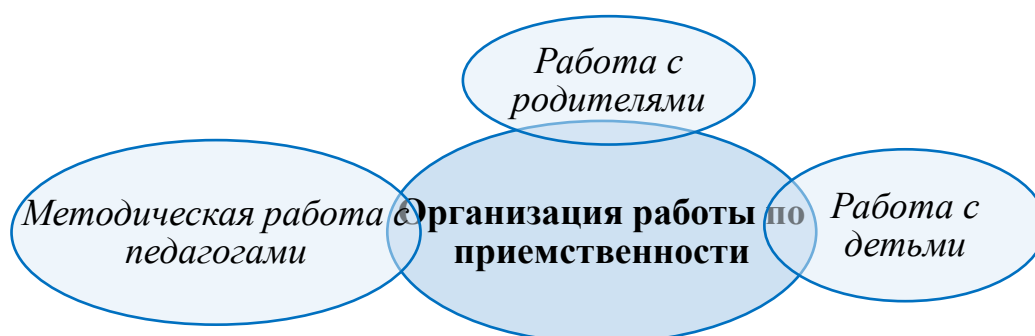 Работа с
родителями
Методическая работа с
педагогами
Организация работы по
приемственности
Работа с
детьми